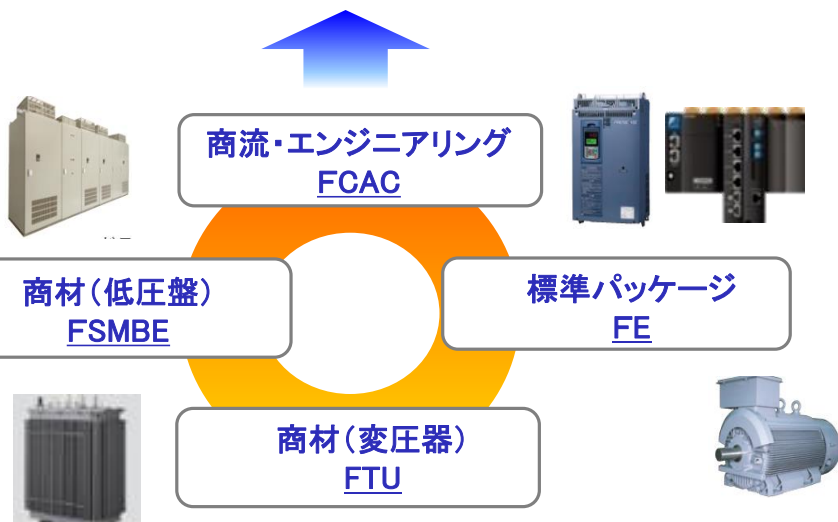 商流・エンジニアリング
FCAC
商材(低圧盤)
FSMBE
標準パッケージ
FE
商材(変圧器)
FTU